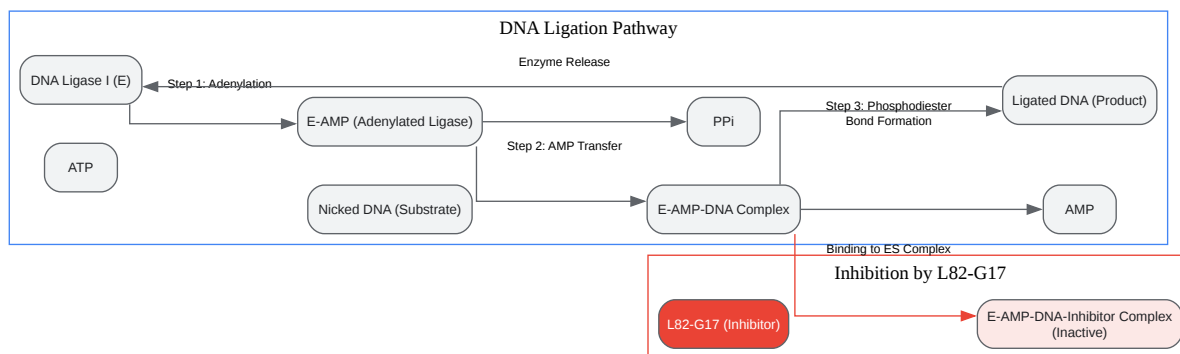 DNA Ligation Pathway
Enzyme Release
DNA Ligase I (E)
Step 1: Adenylation
Ligated DNA (Product)
Step 3: Phosphodiester
Bond Formation
E-AMP (Adenylated Ligase)
PPi
Step 2: AMP Transfer
ATP
Nicked DNA (Substrate)
E-AMP-DNA Complex
AMP
Binding to ES Complex
Inhibition by L82-G17
L82-G17 (Inhibitor)
E-AMP-DNA-Inhibitor Complex
(Inactive)